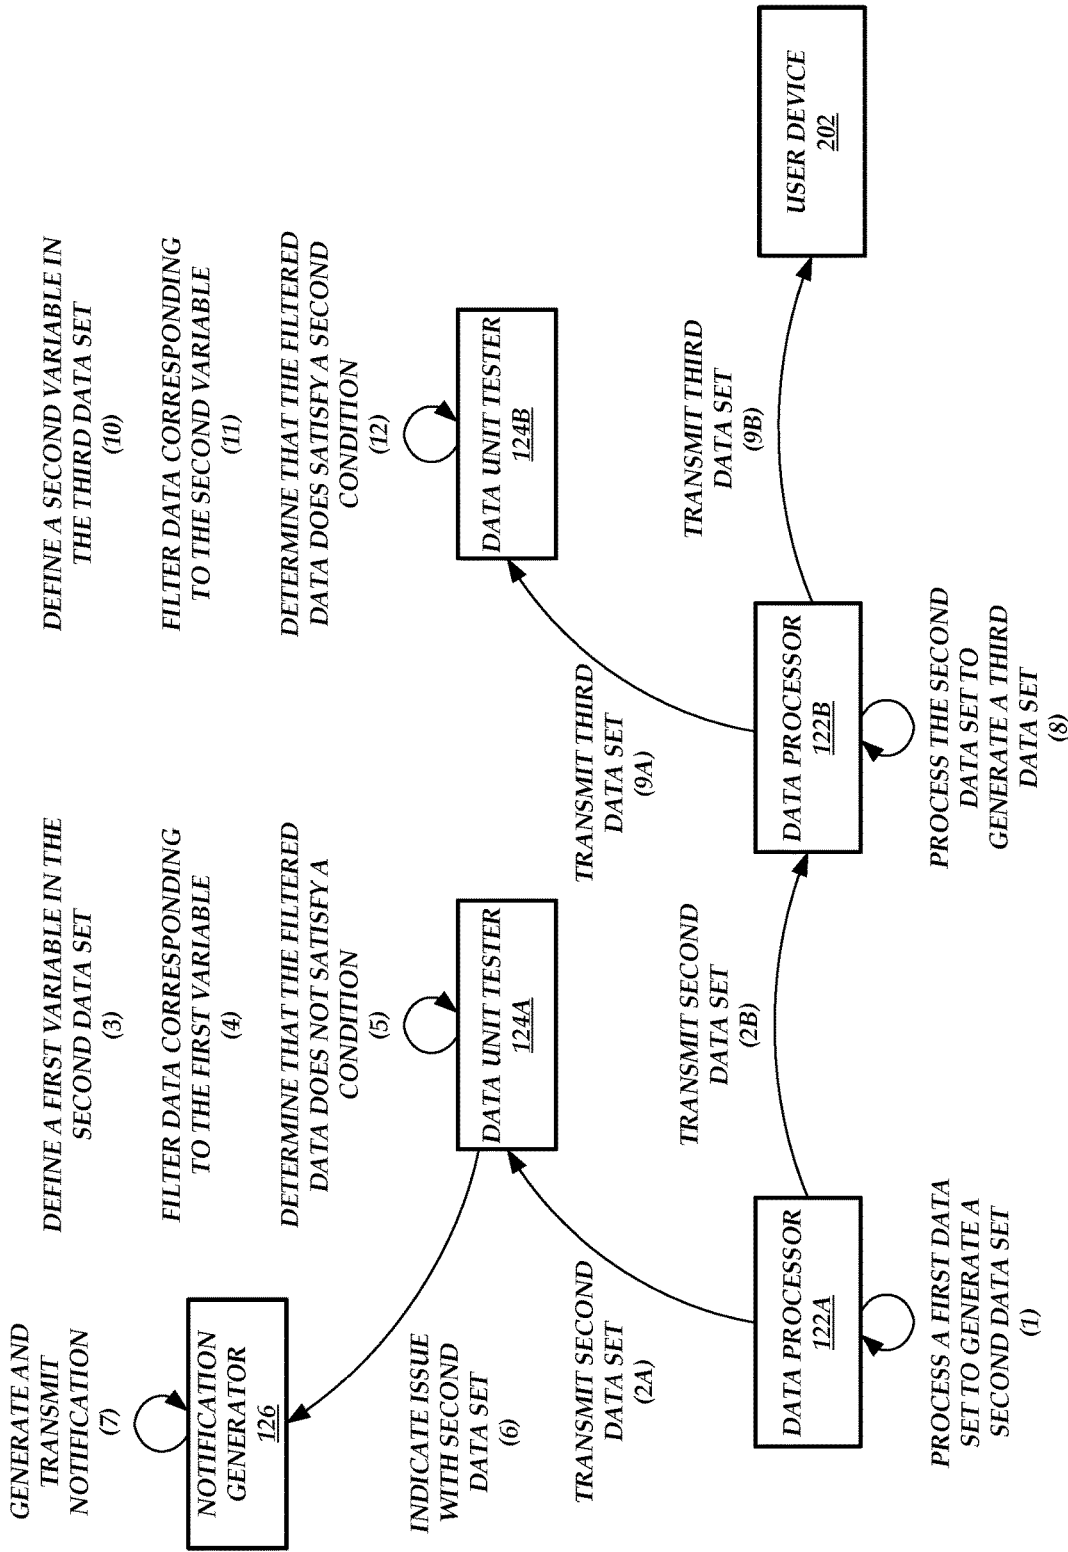 GENERATE AND
TRANSMIT
NOTIFICATION
(7)
NOTIFICATION
GENERATOR
126
DEFINE A FIRST VARIABLE IN THE
SECOND DATA SET
(3)
FILTER DATA CORRESPONDING
TO THE FIRST VARIABLE
(4)
DETERMINE THAT THE FILTERED
DATA DOES NOT SATISFY A
CONDITION
(5)
DEFINE A SECOND VARIABLE IN
THE THIRD DATA SET
(10)
FILTER DATA CORRESPONDING
TO THE SECOND VARIABLE
(11)
DETERMINE THAT THE FILTERED
DATA DOES SATISFY A SECOND
CONDITION
(12)
INDICATE ISSUE
WITH SECOND
DATA SET
(6)
DATA UNIT TESTER
124A
DATA UNIT TESTER
124B
TRANSMIT SECOND
DATA SET
(2A)
TRANSMIT THIRD
DATA SET
(9A)
TRANSMIT SECOND
DATA SET
(2B)
TRANSMIT THIRD
DATA SET
(9B)
DATA PROCESSOR
122A
DATA PROCESSOR
122B
USER DEVICE
202
PROCESS A FIRST DATA
SET TO GENERATE A
SECOND DATA SET
(1)
PROCESS THE SECOND
DATA SET TO
GENERATE A THIRD
DATA SET
(8)